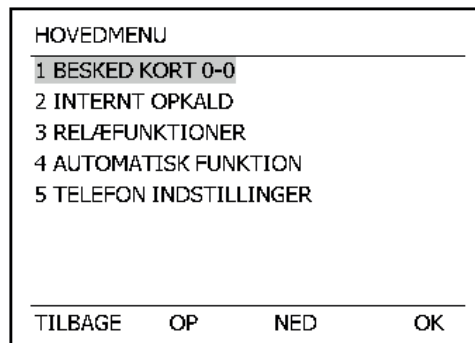 HOVEDMENU
1 BESKED KORT 0-0
2 INTERNT OPKALD
3 RELÆFUNKTIONER
4 AUTOMATISK FUNKTION
5 TELEFON INDSTILLINGER
TILBAGE OP NED OK